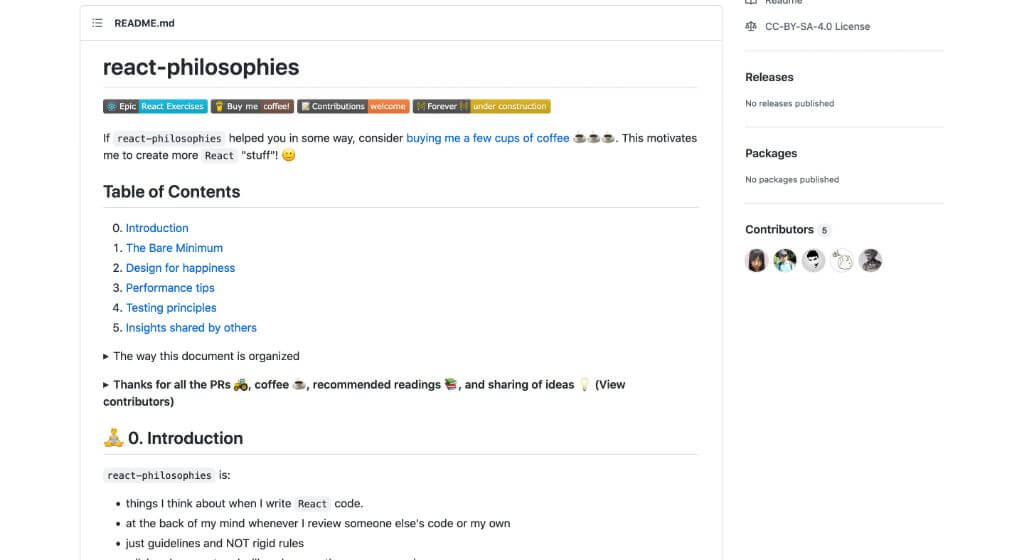 README.md
Readme
CC-BY-SA-4.0 License
react-philosophies
Epic React Exercises Buy me coffee! Contributions welcome Forever under construction
If react-philosophies helped you in some way, consider buying me a few cups of coffee ☕☕☕. This motivates
me to create more React "stuff"! 🙂
Table of Contents
0. Introduction
1. The Bare Minimum
2. Design for happiness
3. Performance tips
4. Testing principles
5. Insights shared by others
▸ The way this document is organized
▸ Thanks for all the PRs 🚜, coffee ☕, recommended readings 📚, and sharing of ideas 💡 (View
contributors)
🧘 0. Introduction
react-philosophies is:
• things I think about when I write React code.
• at the back of my mind whenever I review someone else's code or my own
• just guidelines and NOT rigid rules
Releases
No releases published
Packages
No packages published
Contributors 5